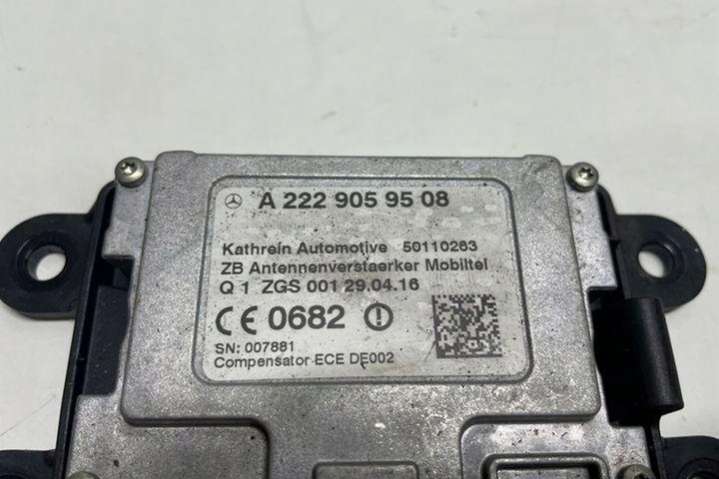 A 222 905 95 08
Kathrein Automotive 50110263
ZB Antennenverstaerker Mobiltel
Q 1 ZGS 001 29.04.16
CE 0682
SN: 007881
Compensator ECE DE002